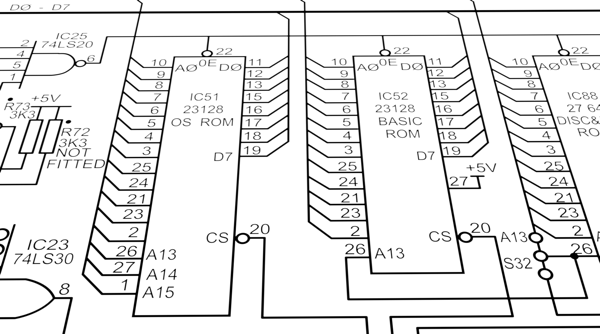 DØ - D7
IC25
74LS20
2
4
5
1
6
+5V
R73
3K3
R72
3K3
NOT
FITTED
IC23
74LS30
8
22
OE
AØ
DØ
IC51
23128
OS ROM
D7
CS
20
A13
A14
A15
10
9
8
7
6
5
4
3
25
24
21
23
2
26
27
1
11
12
13
15
16
17
18
19
22
OE
AØ
DØ
IC52
23128
BASIC
ROM
D7
CS
20
A13
10
9
8
7
6
5
4
3
25
24
21
23
2
26
11
12
13
15
16
17
18
19
+5V
27
22
AØ
IC88
27 64
DISC&
RO
10
9
8
7
6
5
4
3
25
24
21
23
2
26
A13
S32